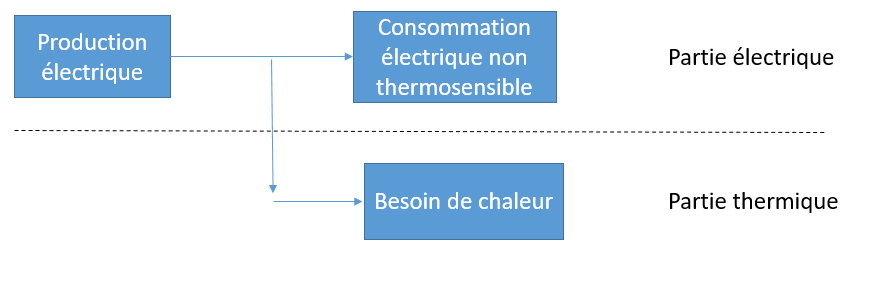 Production
électrique
Consommation
électrique non
thermosensible
Partie électrique
Besoin de chaleur
Partie thermique